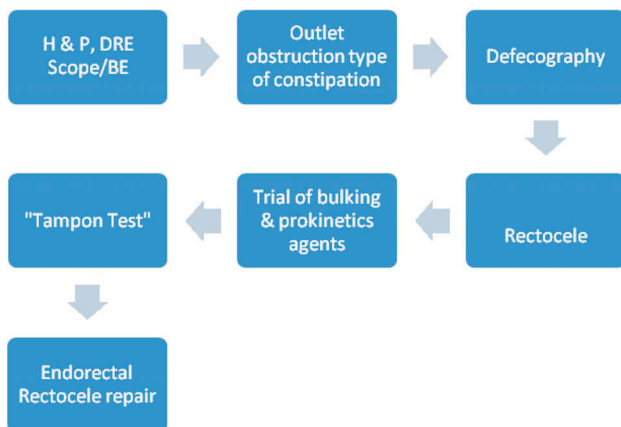 H & P, DRE
Scope/BE
Outlet
obstruction type
of constipation
Defecography
Rectocele
Trial of bulking
& prokinetics
agents
"Tampon Test"
Endorectal
Rectocele repair